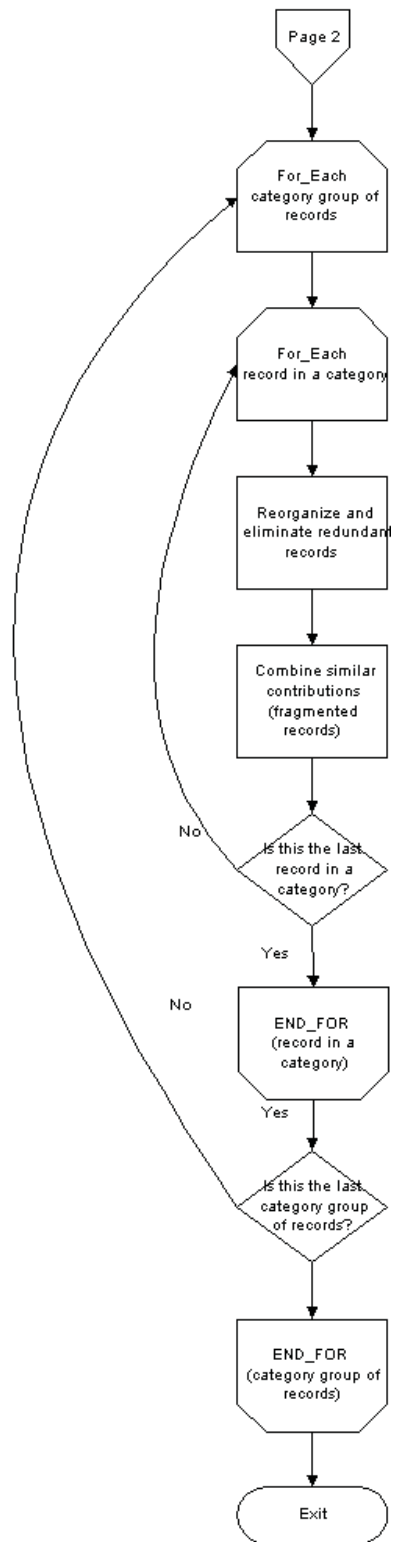 Page 2
For_Each
category group of
records
For_Each
record in a category
Reorganize and
eliminate redundant
records
Combine similar
contributions
(fragmented
records)
No
Is this the last
record in a
category?
Yes
No
END_FOR
(record in a
category)
Yes
Is this the last
category group
of records?
END_FOR
(category group of
records)
Exit